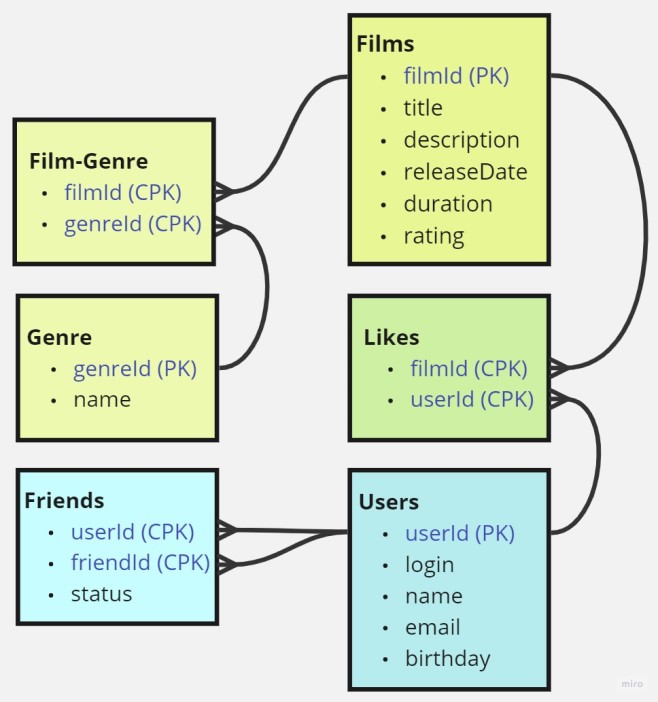 Films
• filmId (PK)
• title
• description
• releaseDate
• duration
• rating
Film-Genre
• filmId (CPK)
• genreId (CPK)
Genre
• genreId (PK)
• name
Likes
• filmId (CPK)
• userId (CPK)
Friends
• userId (CPK)
• friendId (CPK)
• status
Users
• userId (PK)
• login
• name
• email
• birthday
miro